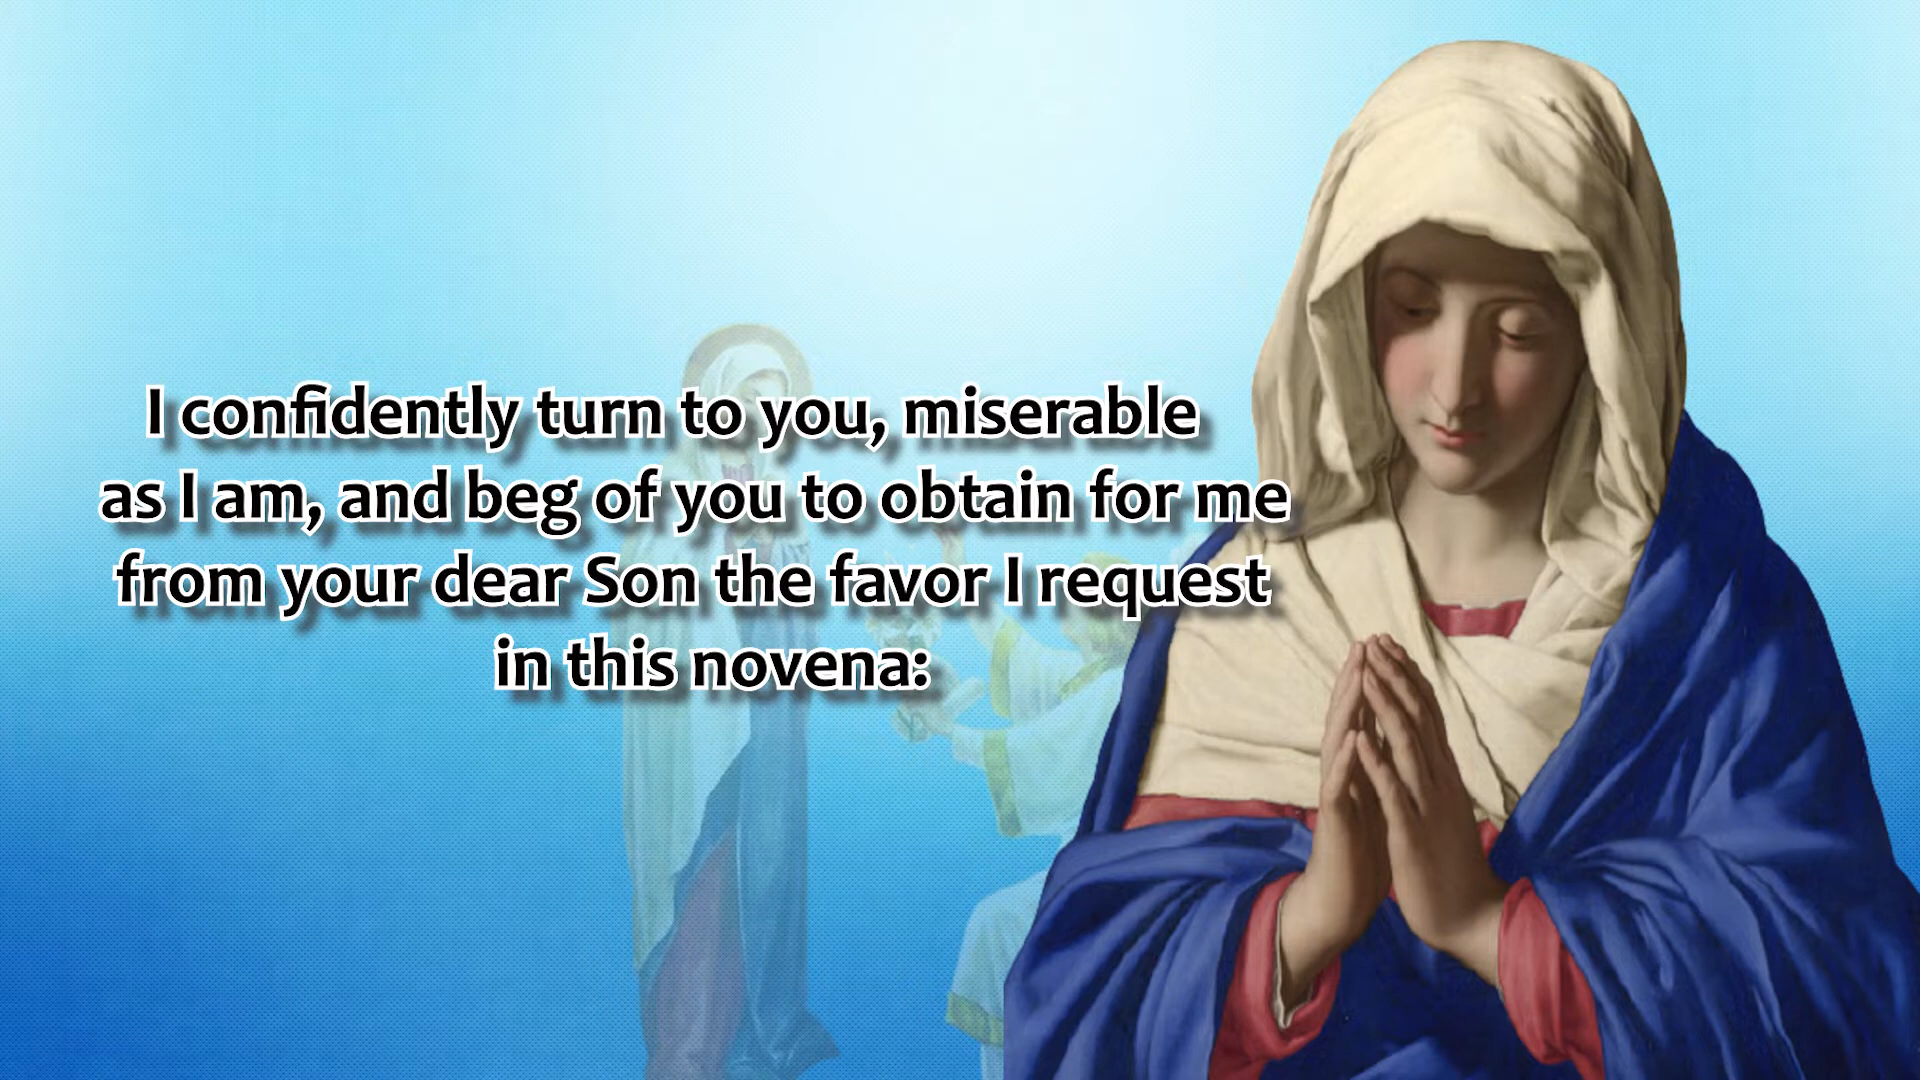 I confidently turn to you, miserable
as I am, and beg of you to obtain for me
from your dear Son the favor I request
in this novena: